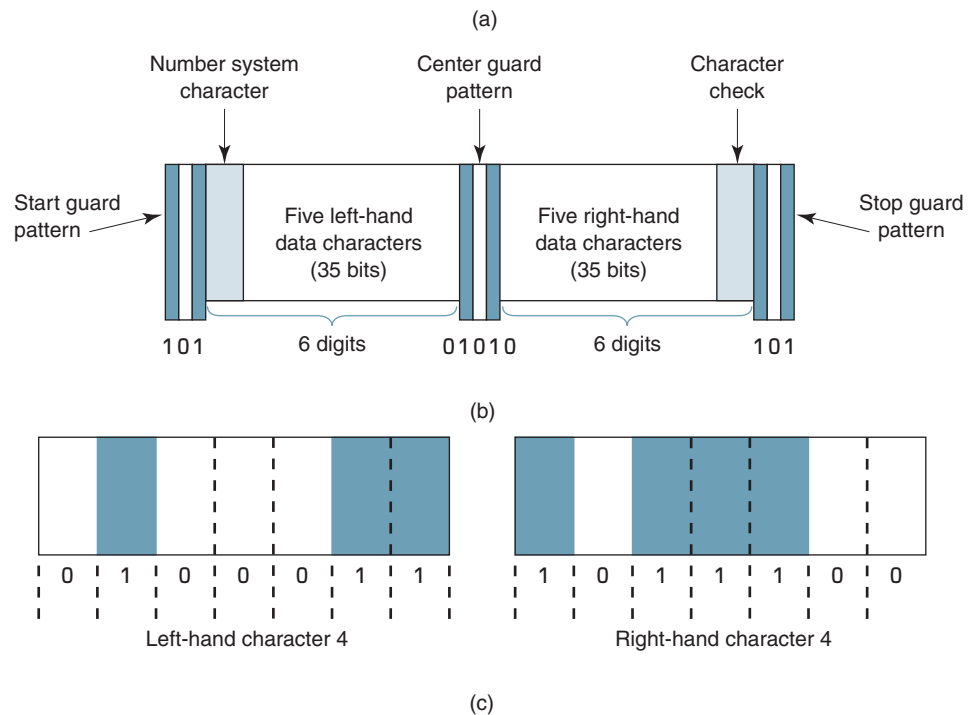 (a)
Number system
character
Center guard
pattern
Character
check
Start guard
pattern
Five left-hand
data characters
(35 bits)
Five right-hand
data characters
(35 bits)
Stop guard
pattern
101
6 digits
01010
6 digits
101
(b)
0 1 0 0 0 1 1
1 0 1 1 1 0 0
Left-hand character 4
Right-hand character 4
(c)